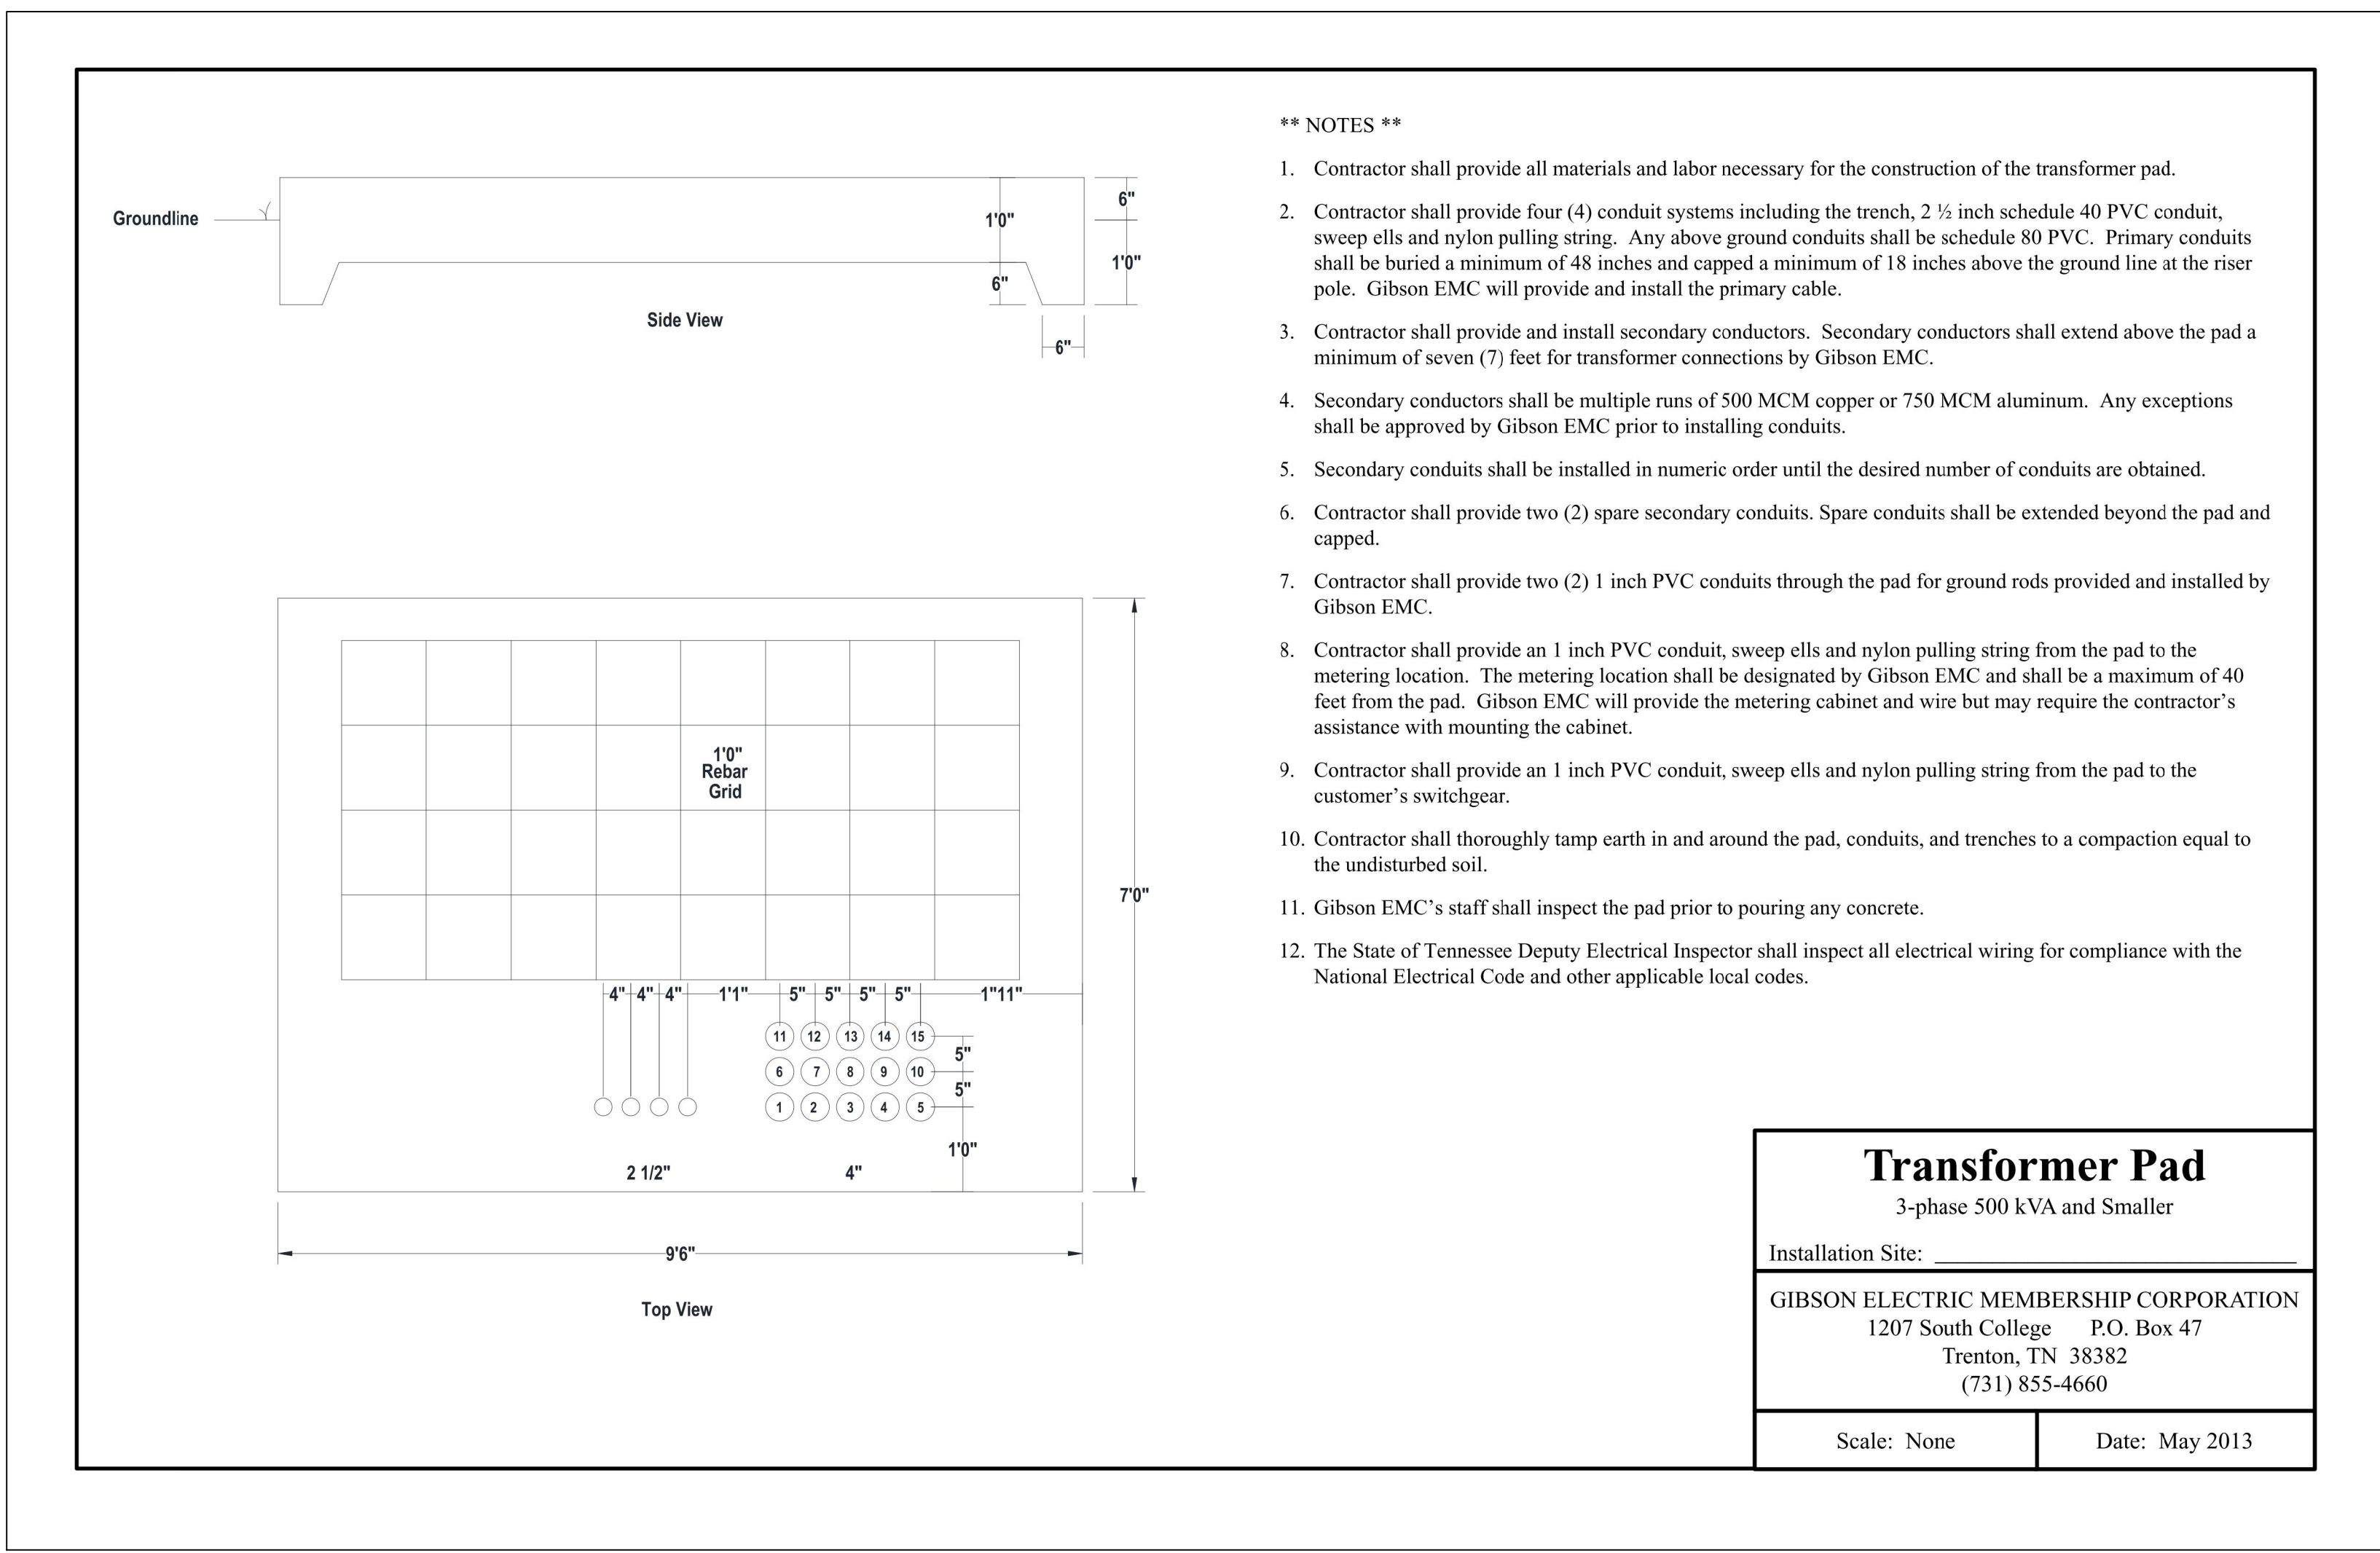 Groundline
6"
1'0"
1'0"
6"
6"
Side View
1'0"
Rebar
Grid
7'0"
4" 4" 4" 1'1" 5" 5" 5" 5" 1"11"
11 12 13 14 15
5"
6 7 8 9 10
5"
1 2 3 4 5
1'0"
2 1/2" 4"
9'6"
Top View
** NOTES **
1. Contractor shall provide all materials and labor necessary for the construction of the transformer pad.
2. Contractor shall provide four (4) conduit systems including the trench, 2 ½ inch schedule 40 PVC conduit,
sweep ells and nylon pulling string. Any above ground conduits shall be schedule 80 PVC. Primary conduits
shall be buried a minimum of 48 inches and capped a minimum of 18 inches above the ground line at the riser
pole. Gibson EMC will provide and install the primary cable.
3. Contractor shall provide and install secondary conductors. Secondary conductors shall extend above the pad a
minimum of seven (7) feet for transformer connections by Gibson EMC.
4. Secondary conductors shall be multiple runs of 500 MCM copper or 750 MCM aluminum. Any exceptions
shall be approved by Gibson EMC prior to installing conduits.
5. Secondary conduits shall be installed in numeric order until the desired number of conduits are obtained.
6. Contractor shall provide two (2) spare secondary conduits. Spare conduits shall be extended beyond the pad and
capped.
7. Contractor shall provide two (2) 1 inch PVC conduits through the pad for ground rods provided and installed by
Gibson EMC.
8. Contractor shall provide an 1 inch PVC conduit, sweep ells and nylon pulling string from the pad to the
metering location. The metering location shall be designated by Gibson EMC and shall be a maximum of 40
feet from the pad. Gibson EMC will provide the metering cabinet and wire but may require the contractor’s
assistance with mounting the cabinet.
9. Contractor shall provide an 1 inch PVC conduit, sweep ells and nylon pulling string from the pad to the
customer’s switchgear.
10. Contractor shall thoroughly tamp earth in and around the pad, conduits, and trenches to a compaction equal to
the undisturbed soil.
11. Gibson EMC’s staff shall inspect the pad prior to pouring any concrete.
12. The State of Tennessee Deputy Electrical Inspector shall inspect all electrical wiring for compliance with the
National Electrical Code and other applicable local codes.
Transformer Pad
3-phase 500 kVA and Smaller
Installation Site:
GIBSON ELECTRIC MEMBERSHIP CORPORATION
1207 South College P.O. Box 47
Trenton, TN 38382
(731) 855-4660
Scale: None
Date: May 2013